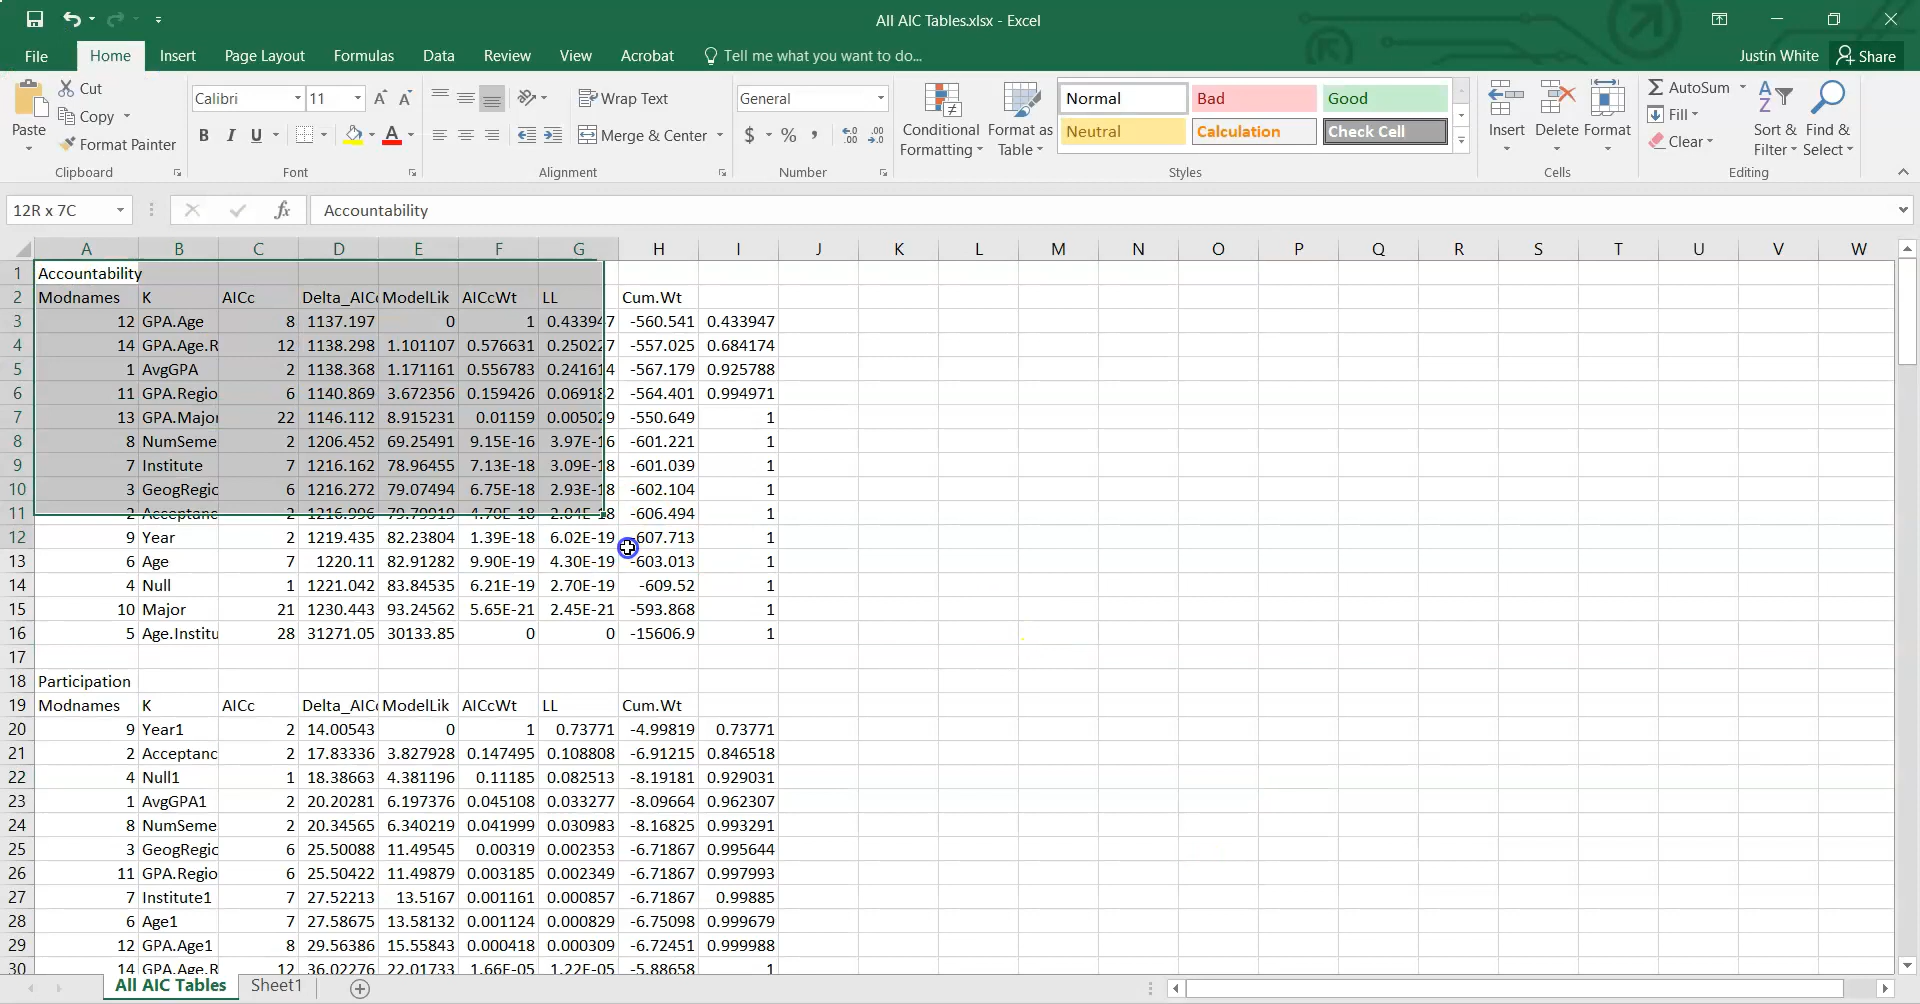 All AIC Tables.xlsx - Excel
File Home Insert Page Layout Formulas Data Review View Acrobat Tell me what you want to do... Justin White Share
Paste Cut Copy Format Painter Clipboard
Calibri 11 A A B I U A Font
Wrap Text Merge & Center Alignment
General $ % , Number
Conditional Formatting Format as Table
Normal Bad Good
Neutral Calculation Check Cell
Styles
Insert Delete Format Cells
AutoSum Fill Clear Sort & Filter Find & Select Editing
12R x 7C fx Accountability
A B C D E F G H I J K L M N O P Q R S T U V W
1 Accountability
2 Modnames K AICc Delta_AICc ModelLik AICcWt LL Cum.Wt
3 12 GPA.Age 8 1137.197 0 1 0.433947 -560.541 0.433947
4 14 GPA.Age.R 12 1138.298 1.101107 0.576631 0.250227 -557.025 0.684174
5 1 AvgGPA 2 1138.368 1.171161 0.556783 0.241614 -567.179 0.925788
6 11 GPA.Regio 6 1140.869 3.672356 0.159426 0.069182 -564.401 0.994971
7 13 GPA.Major 22 1146.112 8.915231 0.01159 0.005029 -550.649 1
8 8 NumSeme 2 1206.452 69.25491 9.15E-16 3.97E-16 -601.221 1
9 7 Institute 7 1216.162 78.96455 7.13E-18 3.09E-18 -601.039 1
10 3 GeogRegio 6 1216.272 79.07494 6.75E-18 2.93E-18 -602.104 1
11 2 Acceptanc 2 1216.996 79.79919 4.70E-18 2.04E-18 -606.494 1
12 9 Year 2 1219.435 82.23804 1.39E-18 6.02E-19 -607.713 1
13 6 Age 7 1220.11 82.91282 9.90E-19 4.30E-19 -603.013 1
14 4 Null 1 1221.042 83.84535 6.21E-19 2.70E-19 -609.52 1
15 10 Major 21 1230.443 93.24562 5.65E-21 2.45E-21 -593.868 1
16 5 Age.Institu 28 31271.05 30133.85 0 0 -15606.9 1
17
18 Participation
19 Modnames K AICc Delta_AICc ModelLik AICcWt LL Cum.Wt
20 9 Year1 2 14.00543 0 1 0.73771 -4.99819 0.73771
21 2 Acceptanc 2 17.83336 3.827928 0.147495 0.108808 -6.91215 0.846518
22 4 Null1 1 18.38663 4.381196 0.11185 0.082513 -8.19181 0.929031
23 1 AvgGPA1 2 20.20281 6.197376 0.045108 0.033277 -8.09664 0.962307
24 8 NumSeme 2 20.34565 6.340219 0.041999 0.030983 -8.16825 0.993291
25 3 GeogRegio 6 25.50088 11.49545 0.00319 0.002353 -6.71867 0.995644
26 11 GPA.Regio 6 25.50422 11.49879 0.003185 0.002349 -6.71867 0.997993
27 7 Institute1 7 27.52213 13.5167 0.001161 0.000857 -6.71867 0.99885
28 6 Age1 7 27.58675 13.58132 0.001124 0.000829 -6.75098 0.999679
29 12 GPA.Age1 8 29.56386 15.55843 0.000418 0.000309 -6.72451 0.999988
30 14 GPA.Age.R 12 36.02276 22.01733 1.66E-05 1.22E-05 -5.88658 1
All AIC Tables Sheet1